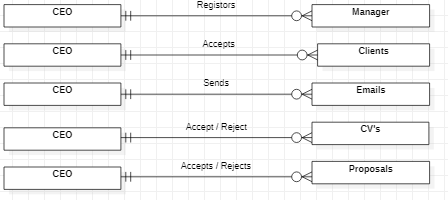 CEO Registors Manager
CEO Accepts Clients
CEO Sends Emails
CEO Accept / Reject CV's
CEO Accepts / Rejects Proposals